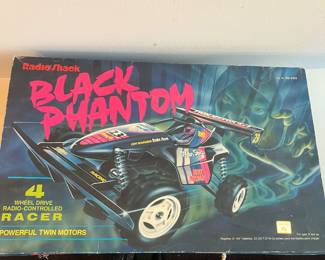 Radio Shack
BLACK
PHANTOM
4
WHEEL DRIVE
RADIO-CONTROLLED
RACER
POWERFUL TWIN MOTORS